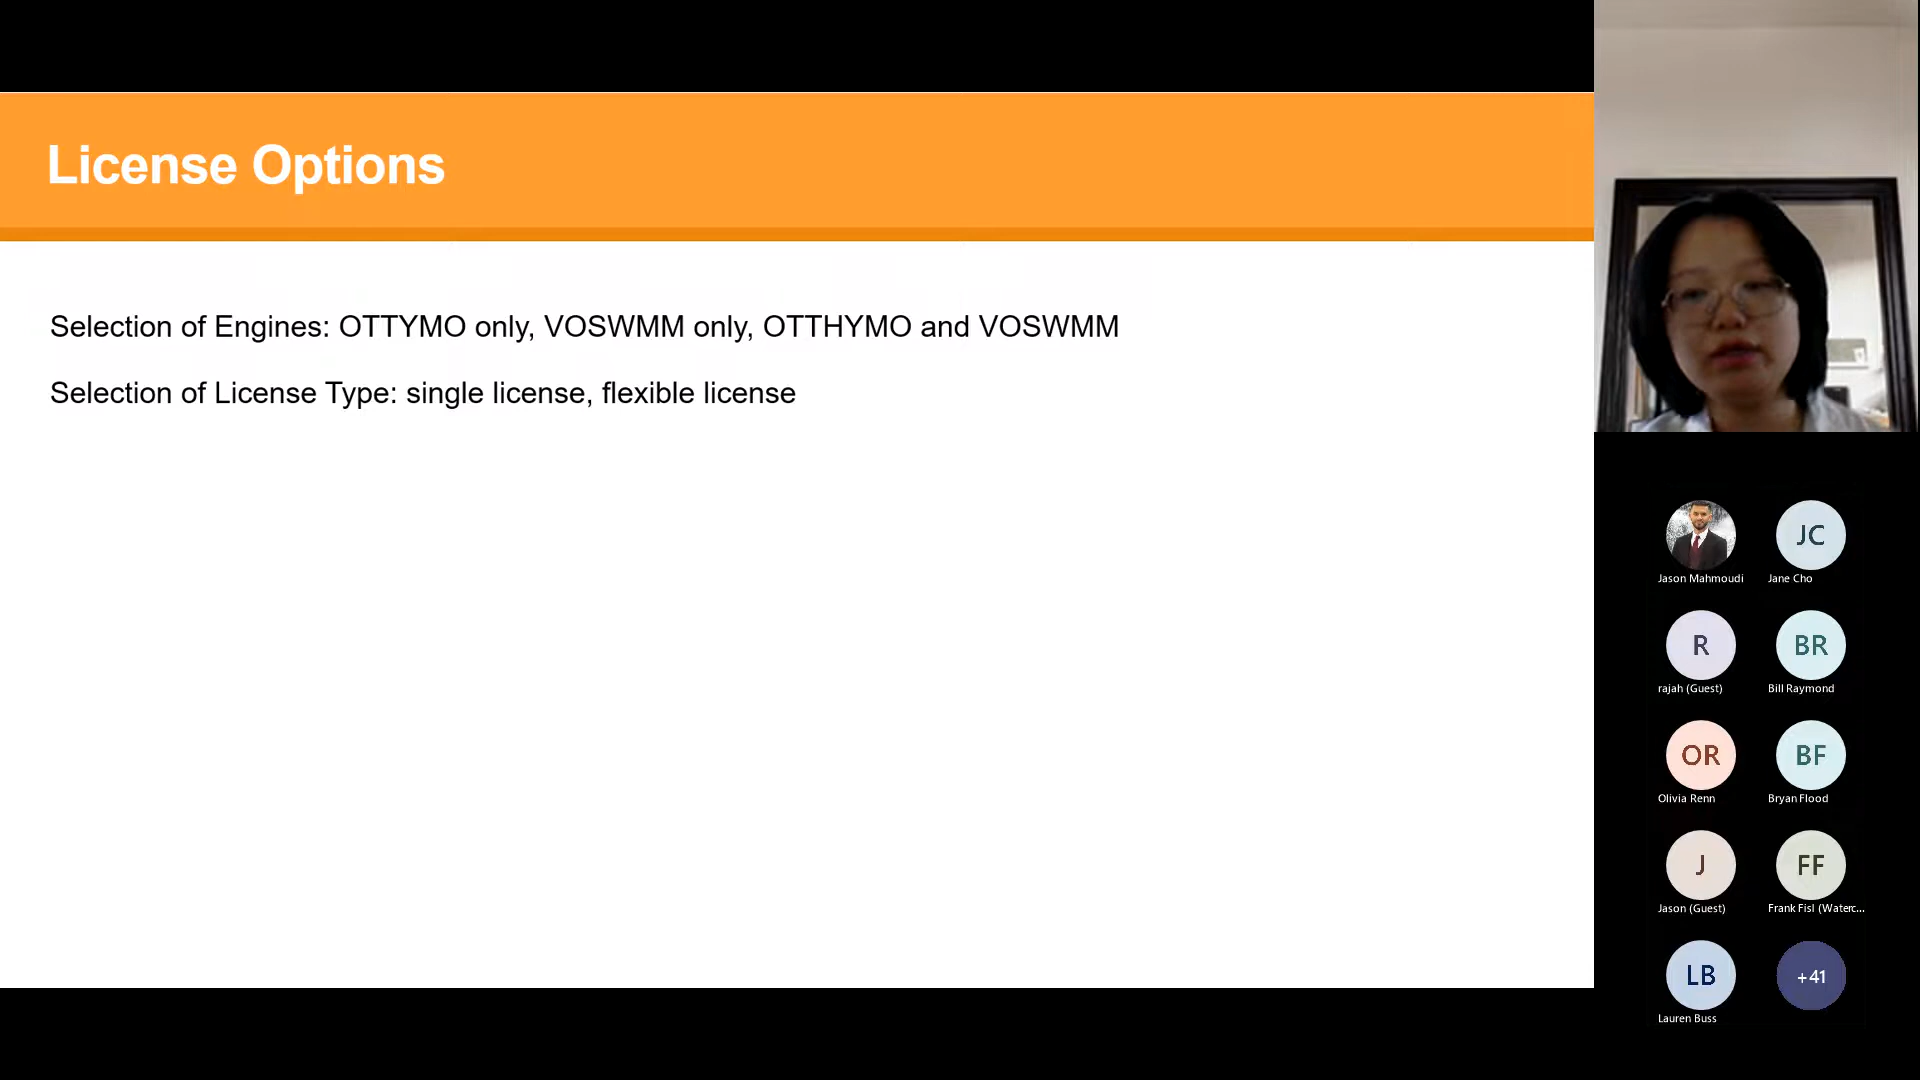 License Options
Selection of Engines: OTTYMO only, VOSWMM only, OTTHYMO and VOSWMM
Selection of License Type: single license, flexible license
JC
Jason Mahmoudi
Jane Cho
R
BR
rajah (Guest)
Bill Raymond
OR
BF
Olivia Renn
Bryan Flood
J
FF
Jason (Guest)
Frank Fisl (Waterc...
LB
+41
Lauren Buss